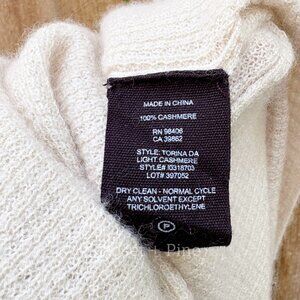 MADE IN CHINA
100% CASHMERE
RN 98406
CA 39862
STYLE: TORINA DA
LIGHT CASHMERE
STYLE# I0318703
LOT# 397052
DRY CLEAN - NORMAL CYCLE
ANY SOLVENT EXCEPT
TRICHLOROETHYLENE
P